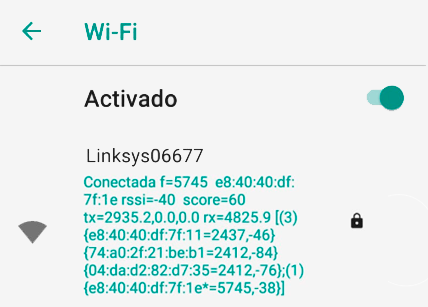 Wi-Fi
Activado
Linksys06677
Conectada f=5745 e8:40:40:df:
7f:1e rssi=-40 score=60
tx=2935.2,0.0,0.0 rx=4825.9 [(3)
{e8:40:40:df:7f:11=2437,-46}
{74:a0:2f:21:be:b1=2412,-84}
{04:da:d2:82:d7:35=2412,-76};(1)
{e8:40:40:df:7f:1e*=5745,-38}]